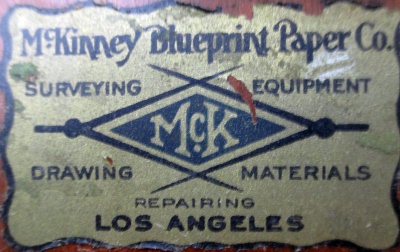 McKinney Blueprint Paper Co.
SURVEYING EQUIPMENT
McK
DRAWING MATERIALS
REPAIRING
LOS ANGELES